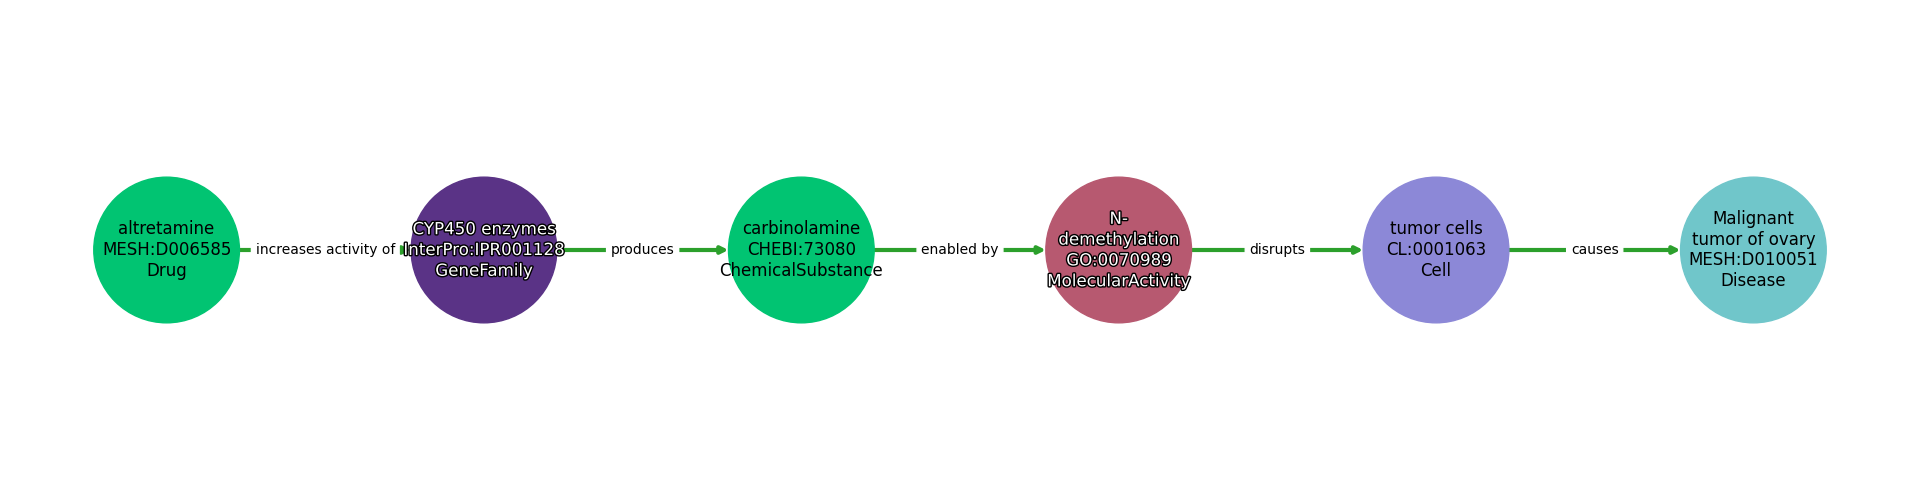 altretamine
MESH:D006585
Drug
increases activity of
CYP450 enzymes
InterPro:IPR001128
GeneFamily
produces
carbinolamine
CHEBI:73080
ChemicalSubstance
enabled by
N-
demethylation
GO:0070989
MolecularActivity
disrupts
tumor cells
CL:0001063
Cell
causes
Malignant
tumor of ovary
MESH:D010051
Disease